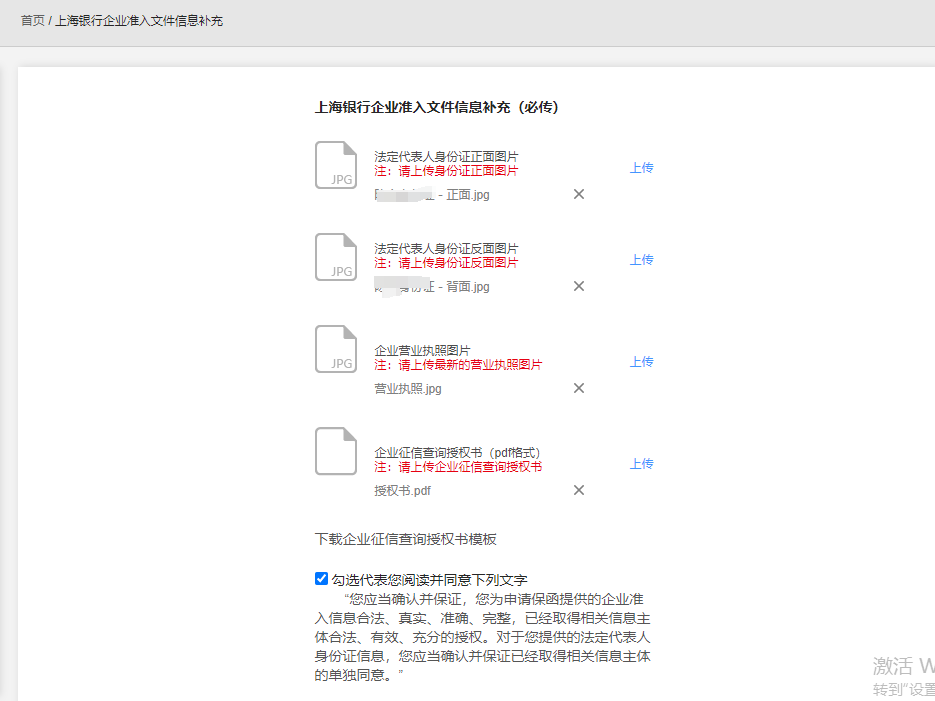 首页 / 上海银行企业准入文件信息补充
上海银行企业准入文件信息补充（必传）
JPG
法定代表人身份证正面图片
注：请上传身份证正面图片
上传
- 正面.jpg
JPG
法定代表人身份证反面图片
注：请上传身份证反面图片
上传
身份证 - 背面.jpg
JPG
企业营业执照图片
注：请上传最新的营业执照图片
上传
营业执照.jpg
企业征信查询授权书（pdf格式）
注：请上传企业征信查询授权书
上传
授权书.pdf
下载企业征信查询授权书模板
勾选代表您阅读并同意下列文字
“您应当确认并保证，您为申请保函提供的企业准
入信息合法、真实、准确、完整，已经取得相关信息主
体合法、有效、充分的授权。对于您提供的法定代表人
身份证信息，您应当确认并保证已经取得相关信息主体
的单独同意。”
激活 W
转到“设置